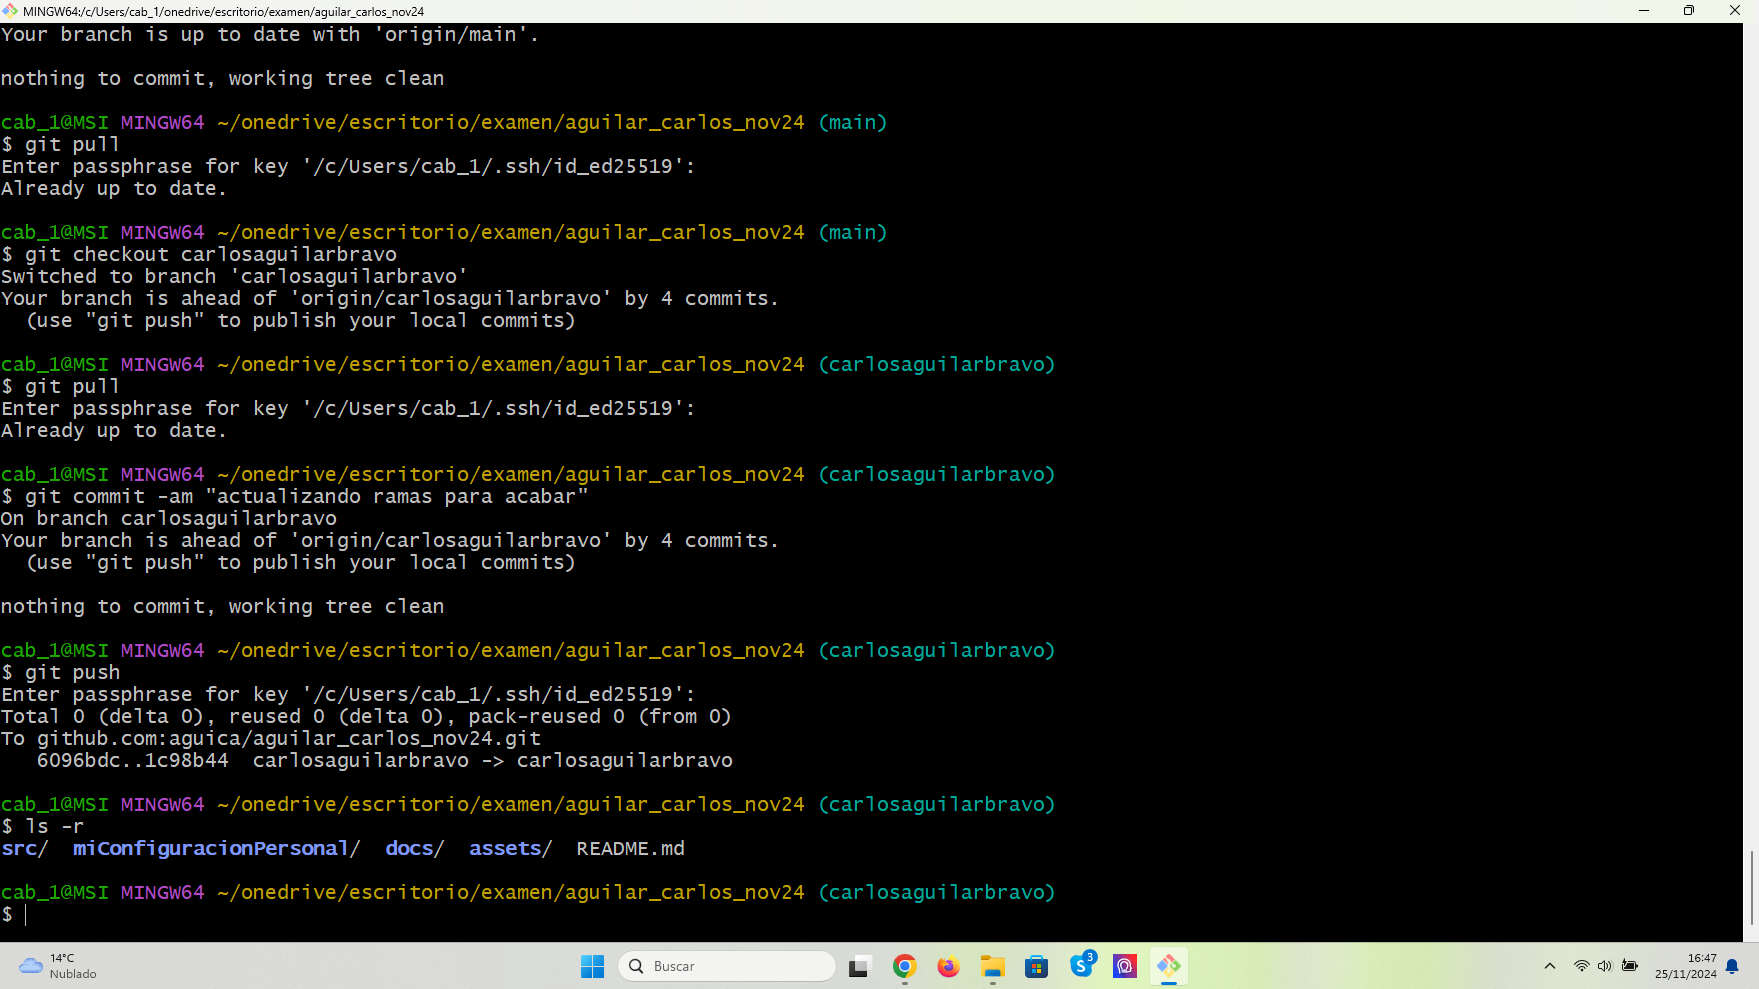 MINGW64:/c/Users/cab_1/onedrive/escritorio/examen/aguilar_carlos_nov24
Your branch is up to date with 'origin/main'.
nothing to commit, working tree clean
cab_1@MSI MINGW64 ~/onedrive/escritorio/examen/aguilar_carlos_nov24 (main)
$ git pull
Enter passphrase for key '/c/Users/cab_1/.ssh/id_ed25519':
Already up to date.
cab_1@MSI MINGW64 ~/onedrive/escritorio/examen/aguilar_carlos_nov24 (main)
$ git checkout carlosaguilarbravo
Switched to branch 'carlosaguilarbravo'
Your branch is ahead of 'origin/carlosaguilarbravo' by 4 commits.
  (use "git push" to publish your local commits)
cab_1@MSI MINGW64 ~/onedrive/escritorio/examen/aguilar_carlos_nov24 (carlosaguilarbravo)
$ git pull
Enter passphrase for key '/c/Users/cab_1/.ssh/id_ed25519':
Already up to date.
cab_1@MSI MINGW64 ~/onedrive/escritorio/examen/aguilar_carlos_nov24 (carlosaguilarbravo)
$ git commit -am "actualizando ramas para acabar"
On branch carlosaguilarbravo
Your branch is ahead of 'origin/carlosaguilarbravo' by 4 commits.
  (use "git push" to publish your local commits)
nothing to commit, working tree clean
cab_1@MSI MINGW64 ~/onedrive/escritorio/examen/aguilar_carlos_nov24 (carlosaguilarbravo)
$ git push
Enter passphrase for key '/c/Users/cab_1/.ssh/id_ed25519':
Total 0 (delta 0), reused 0 (delta 0), pack-reused 0 (from 0)
To github.com:aguica/aguilar_carlos_nov24.git
   6096bdc..1c98b44  carlosaguilarbravo -> carlosaguilarbravo
cab_1@MSI MINGW64 ~/onedrive/escritorio/examen/aguilar_carlos_nov24 (carlosaguilarbravo)
$ ls -r
src/  miConfiguracionPersonal/  docs/  assets/  README.md
cab_1@MSI MINGW64 ~/onedrive/escritorio/examen/aguilar_carlos_nov24 (carlosaguilarbravo)
$
14°C
Nublado
Buscar
S 3
16:47
25/11/2024